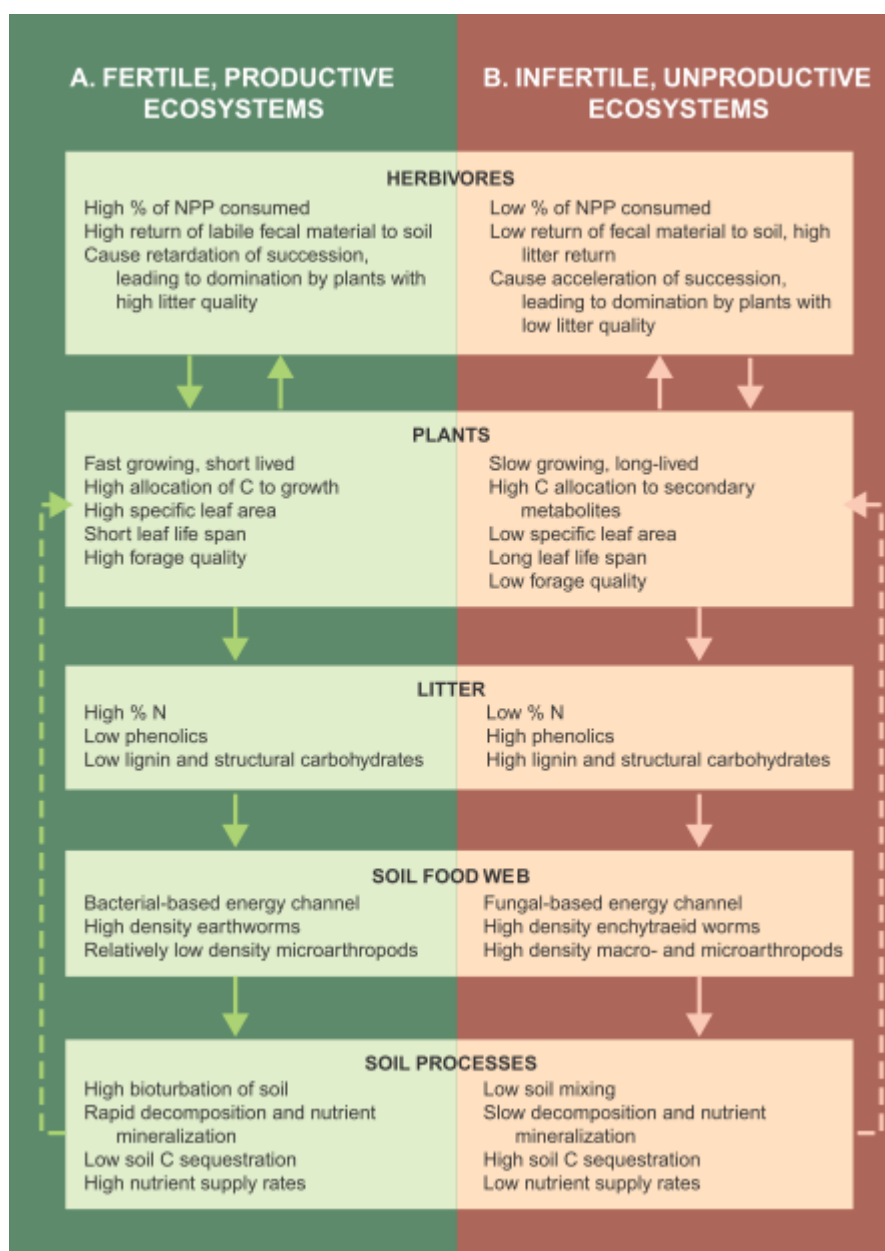 A. FERTILE, PRODUCTIVE
ECOSYSTEMS
B. INFERTILE, UNPRODUCTIVE
ECOSYSTEMS
HERBIVORES
High % of NPP consumed
High return of labile fecal material to soil
Cause retardation of succession,
leading to domination by plants with
high litter quality
Low % of NPP consumed
Low return of fecal material to soil, high
litter return
Cause acceleration of succession,
leading to domination by plants with
low litter quality
PLANTS
Fast growing, short lived
High allocation of C to growth
High specific leaf area
Short leaf life span
High forage quality
Slow growing, long-lived
High C allocation to secondary
metabolites
Low specific leaf area
Long leaf life span
Low forage quality
LITTER
High % N
Low phenolics
Low lignin and structural carbohydrates
Low % N
High phenolics
High lignin and structural carbohydrates
SOIL FOOD WEB
Bacterial-based energy channel
High density earthworms
Relatively low density microarthropods
Fungal-based energy channel
High density enchytraeid worms
High density macro- and microarthropods
SOIL PROCESSES
High bioturbation of soil
Rapid decomposition and nutrient
mineralization
Low soil C sequestration
High nutrient supply rates
Low soil mixing
Slow decomposition and nutrient
mineralization
High soil C sequestration
Low nutrient supply rates